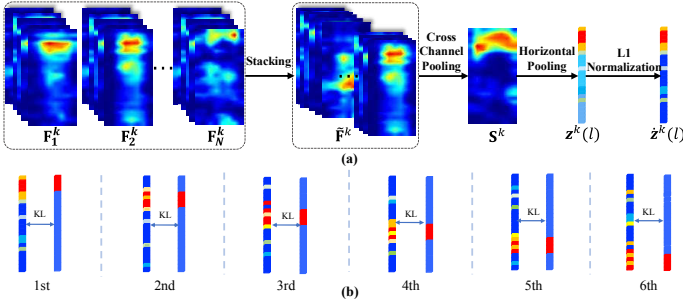 Stacking
Cross
Channel
Pooling
Horizontal
Pooling
L1
Normalization
F₁ᵏ
F₂ᵏ
Fₙᵏ
F̃ᵏ
Sᵏ
zᵏ(l)
żᵏ(l)
(a)
KL
KL
KL
KL
KL
KL
1st
2nd
3rd
4th
5th
6th
(b)